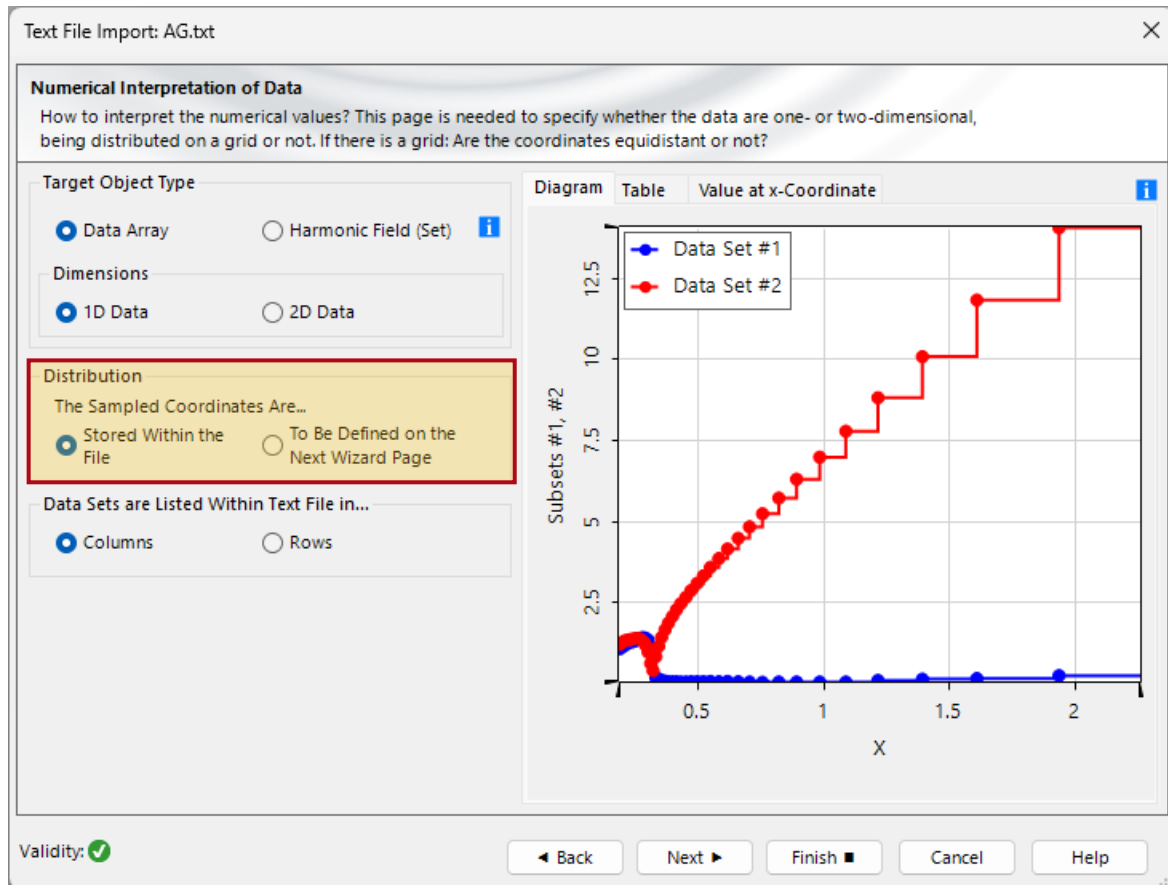 Text File Import: AG.txt
Numerical Interpretation of Data
How to interpret the numerical values? This page is needed to specify whether the data are one- or two-dimensional,
being distributed on a grid or not. If there is a grid: Are the coordinates equidistant or not?
Target Object Type
Data Array
Harmonic Field (Set)
Dimensions
1D Data
2D Data
Distribution
The Sampled Coordinates Are...
Stored Within the
File
To Be Defined on the
Next Wizard Page
Data Sets are Listed Within Text File in...
Columns
Rows
Diagram
Table
Value at x-Coordinate
Data Set #1
Data Set #2
Subsets #1, #2
12.5
10
7.5
5
2.5
0.5
1
1.5
2
X
Validity:
Back
Next
Finish
Cancel
Help